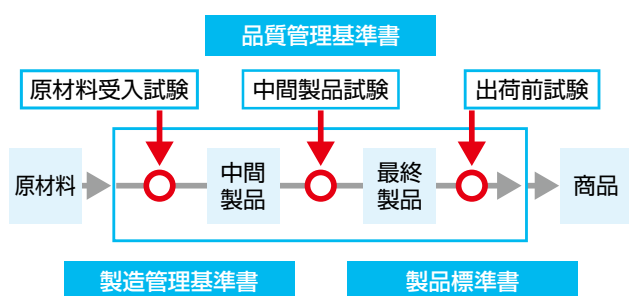 品質管理基準書
原材料受入試験
中間製品試験
出荷前試験
原材料
中間
製品
最終
製品
商品
製造管理基準書
製品標準書